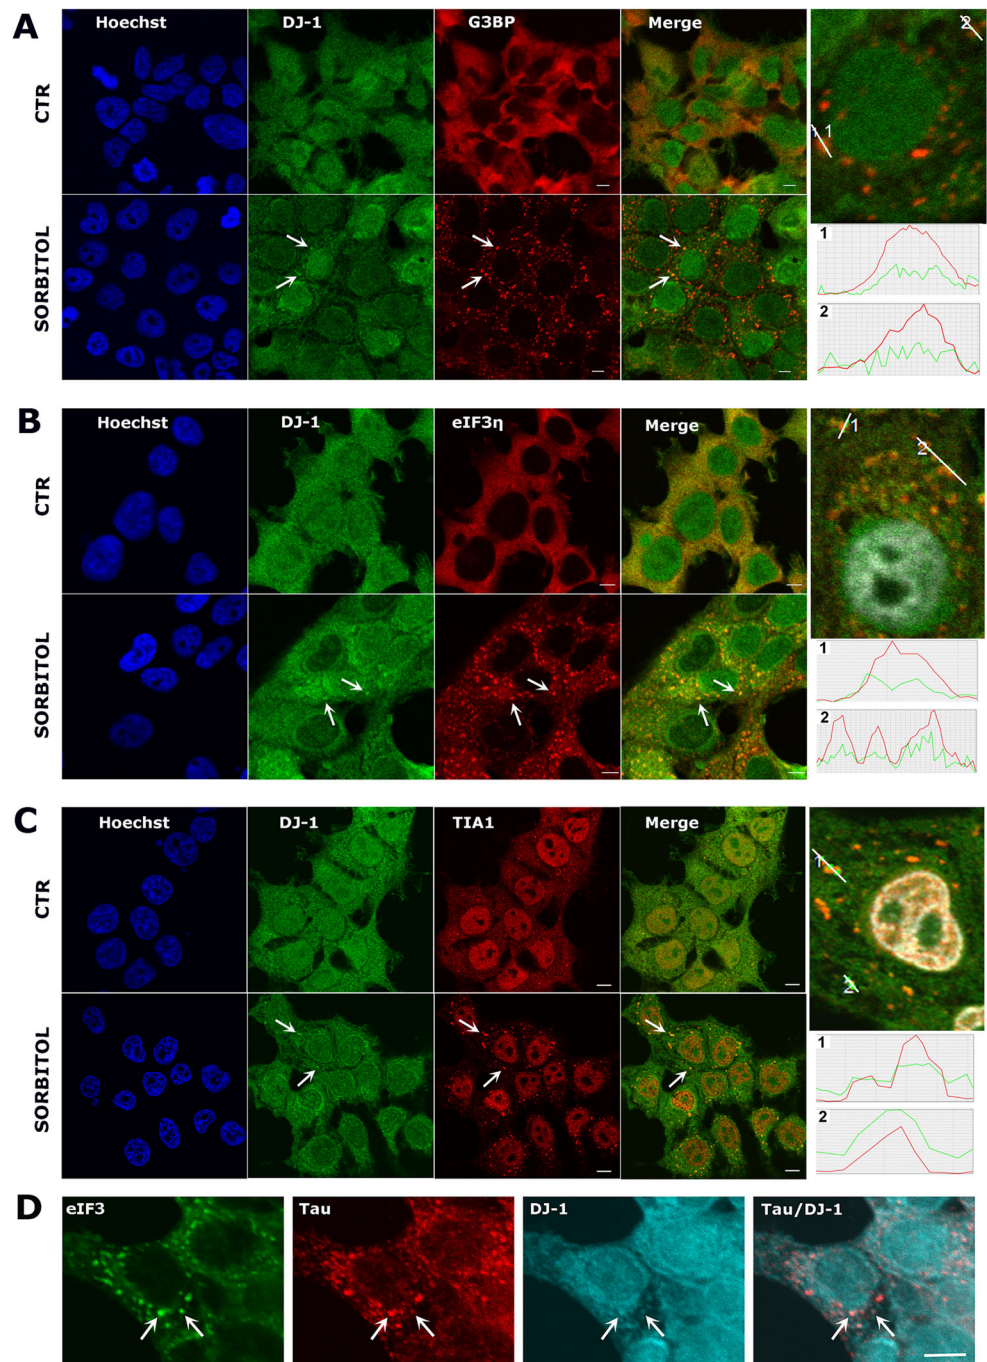 A
Hoechst DJ-1 G3BP Merge
CTR
SORBITOL
2
1
1
2
B
Hoechst DJ-1 eIF3η Merge
CTR
SORBITOL
1
2
1
2
C
Hoechst DJ-1 TIA1 Merge
CTR
SORBITOL
1
2
1
2
D
eIF3 Tau DJ-1 Tau/DJ-1